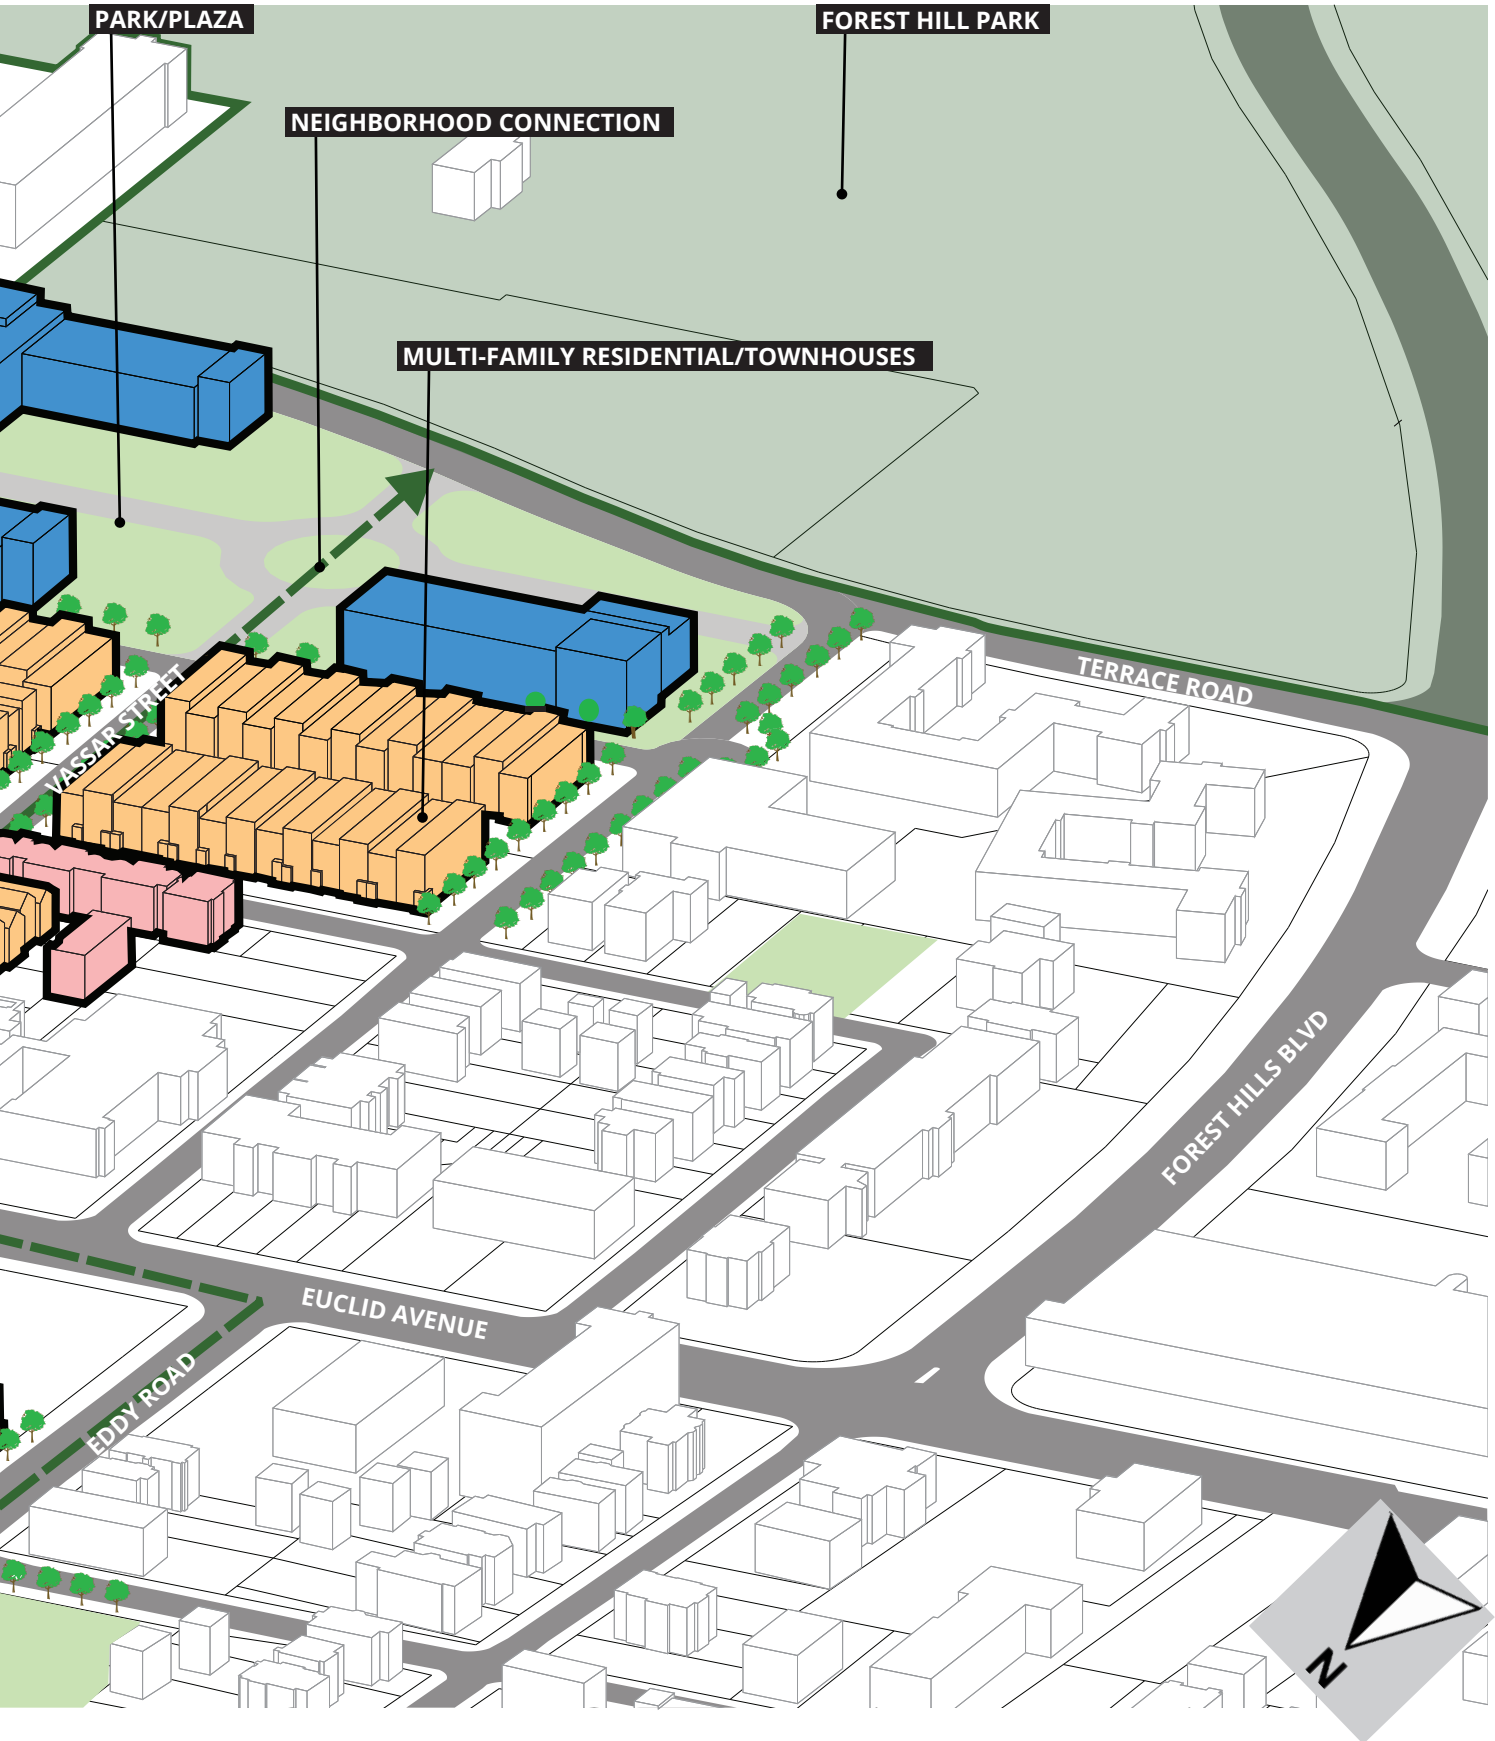 PARK/PLAZA
FOREST HILL PARK
NEIGHBORHOOD CONNECTION
MULTI-FAMILY RESIDENTIAL/TOWNHOUSES
VASSAR STREET
TERRACE ROAD
FOREST HILLS BLVD
EUCLID AVENUE
EDDY ROAD
N